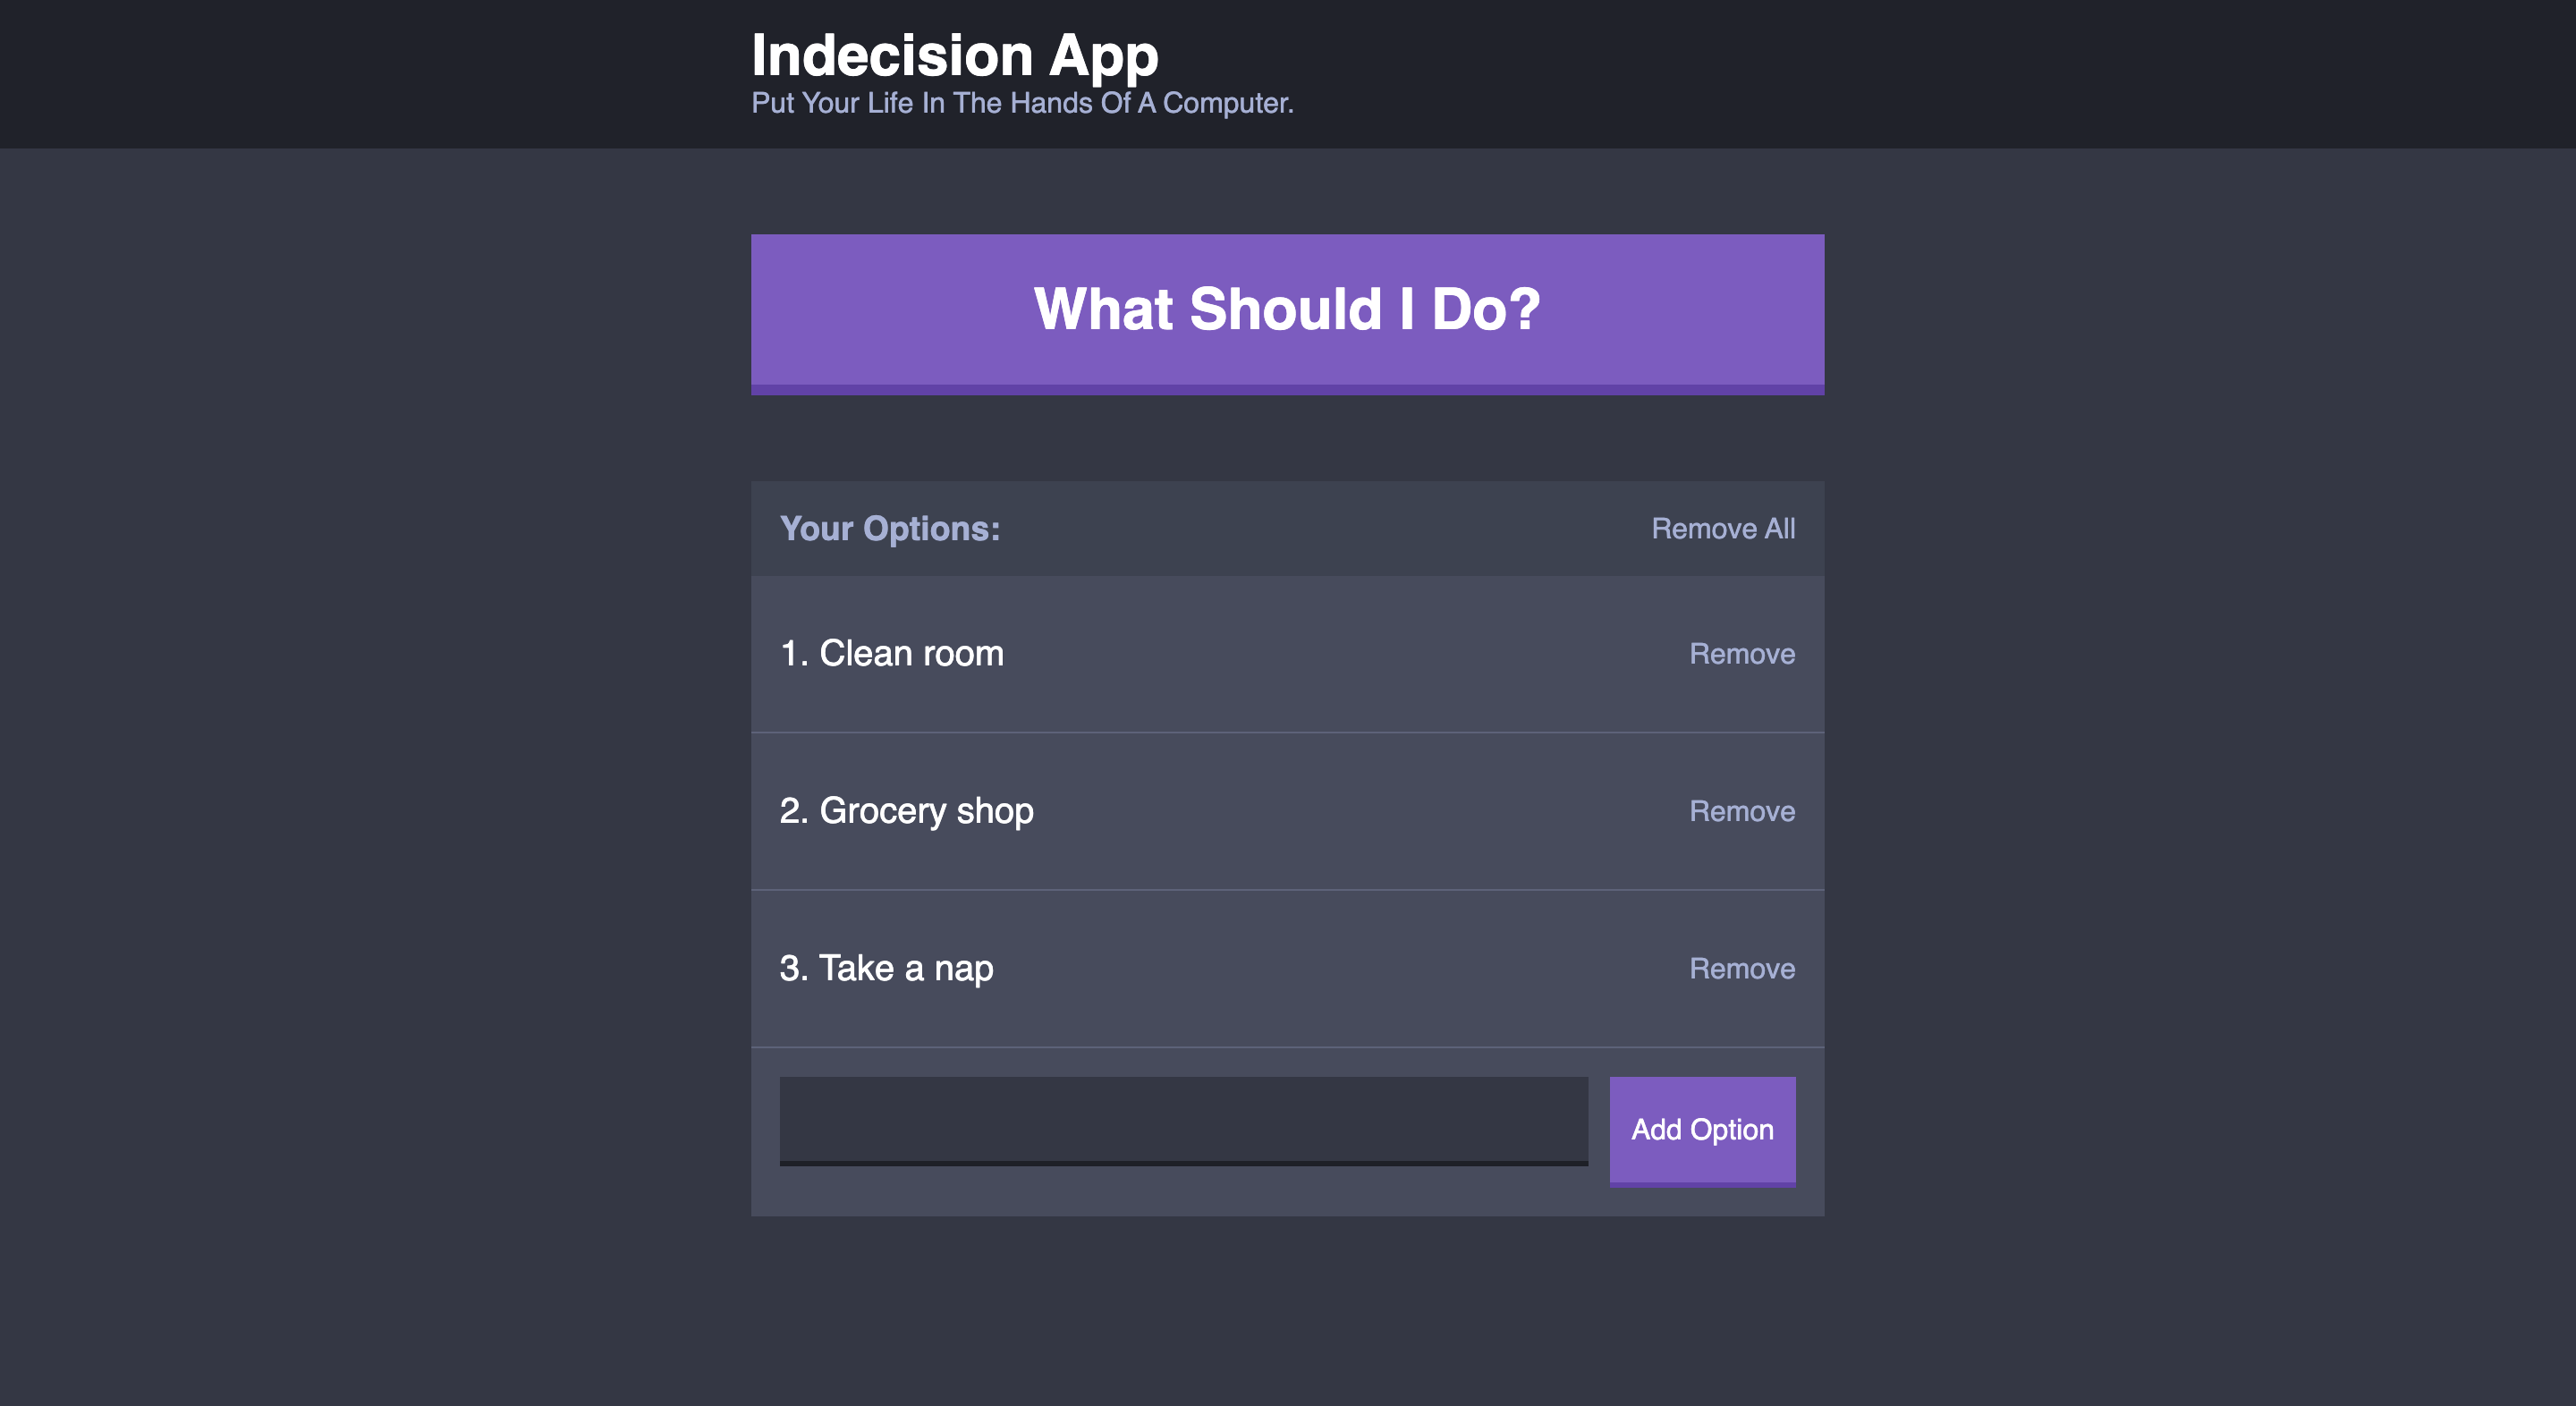 Indecision App
Put Your Life In The Hands Of A Computer.
What Should I Do?
Your Options:
Remove All
1. Clean room
Remove
2. Grocery shop
Remove
3. Take a nap
Remove
Add Option